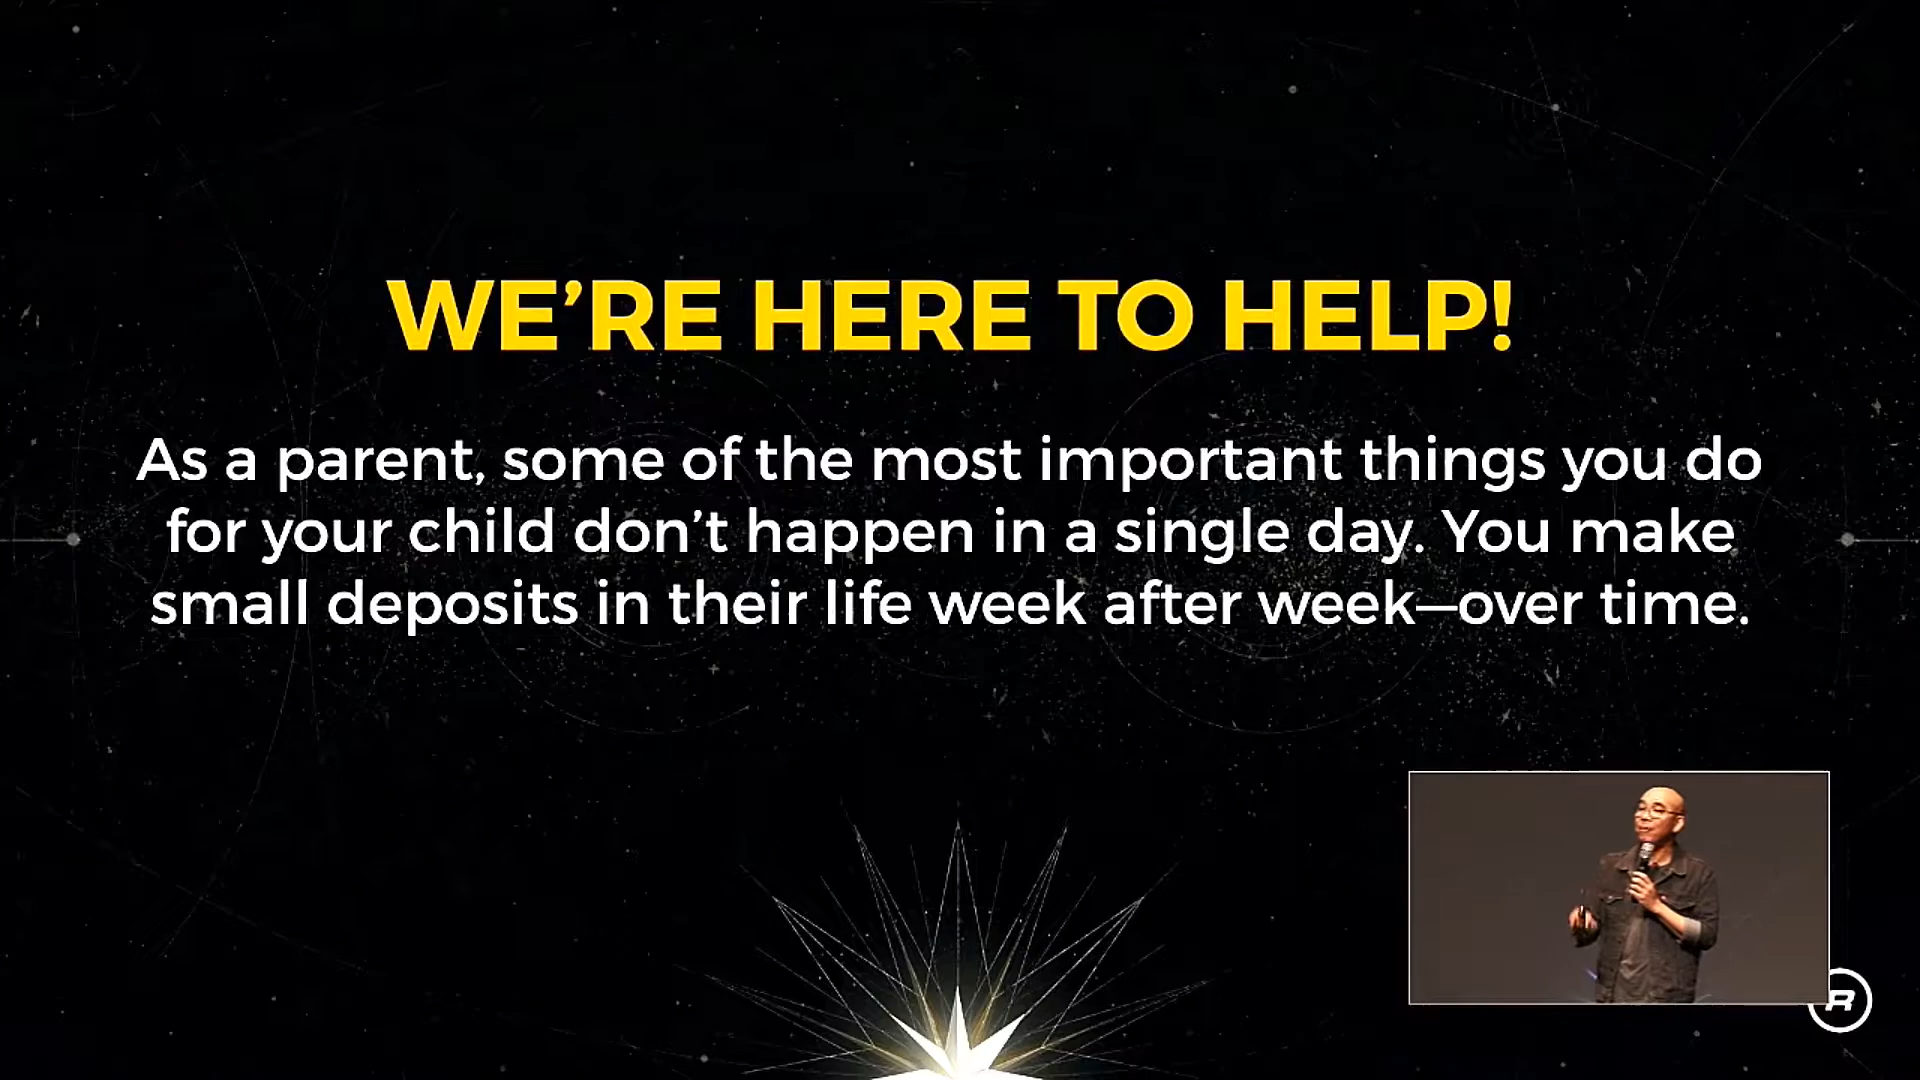 WE’RE HERE TO HELP!
As a parent, some of the most important things you do
for your child don’t happen in a single day. You make
small deposits in their life week after week—over time.
R